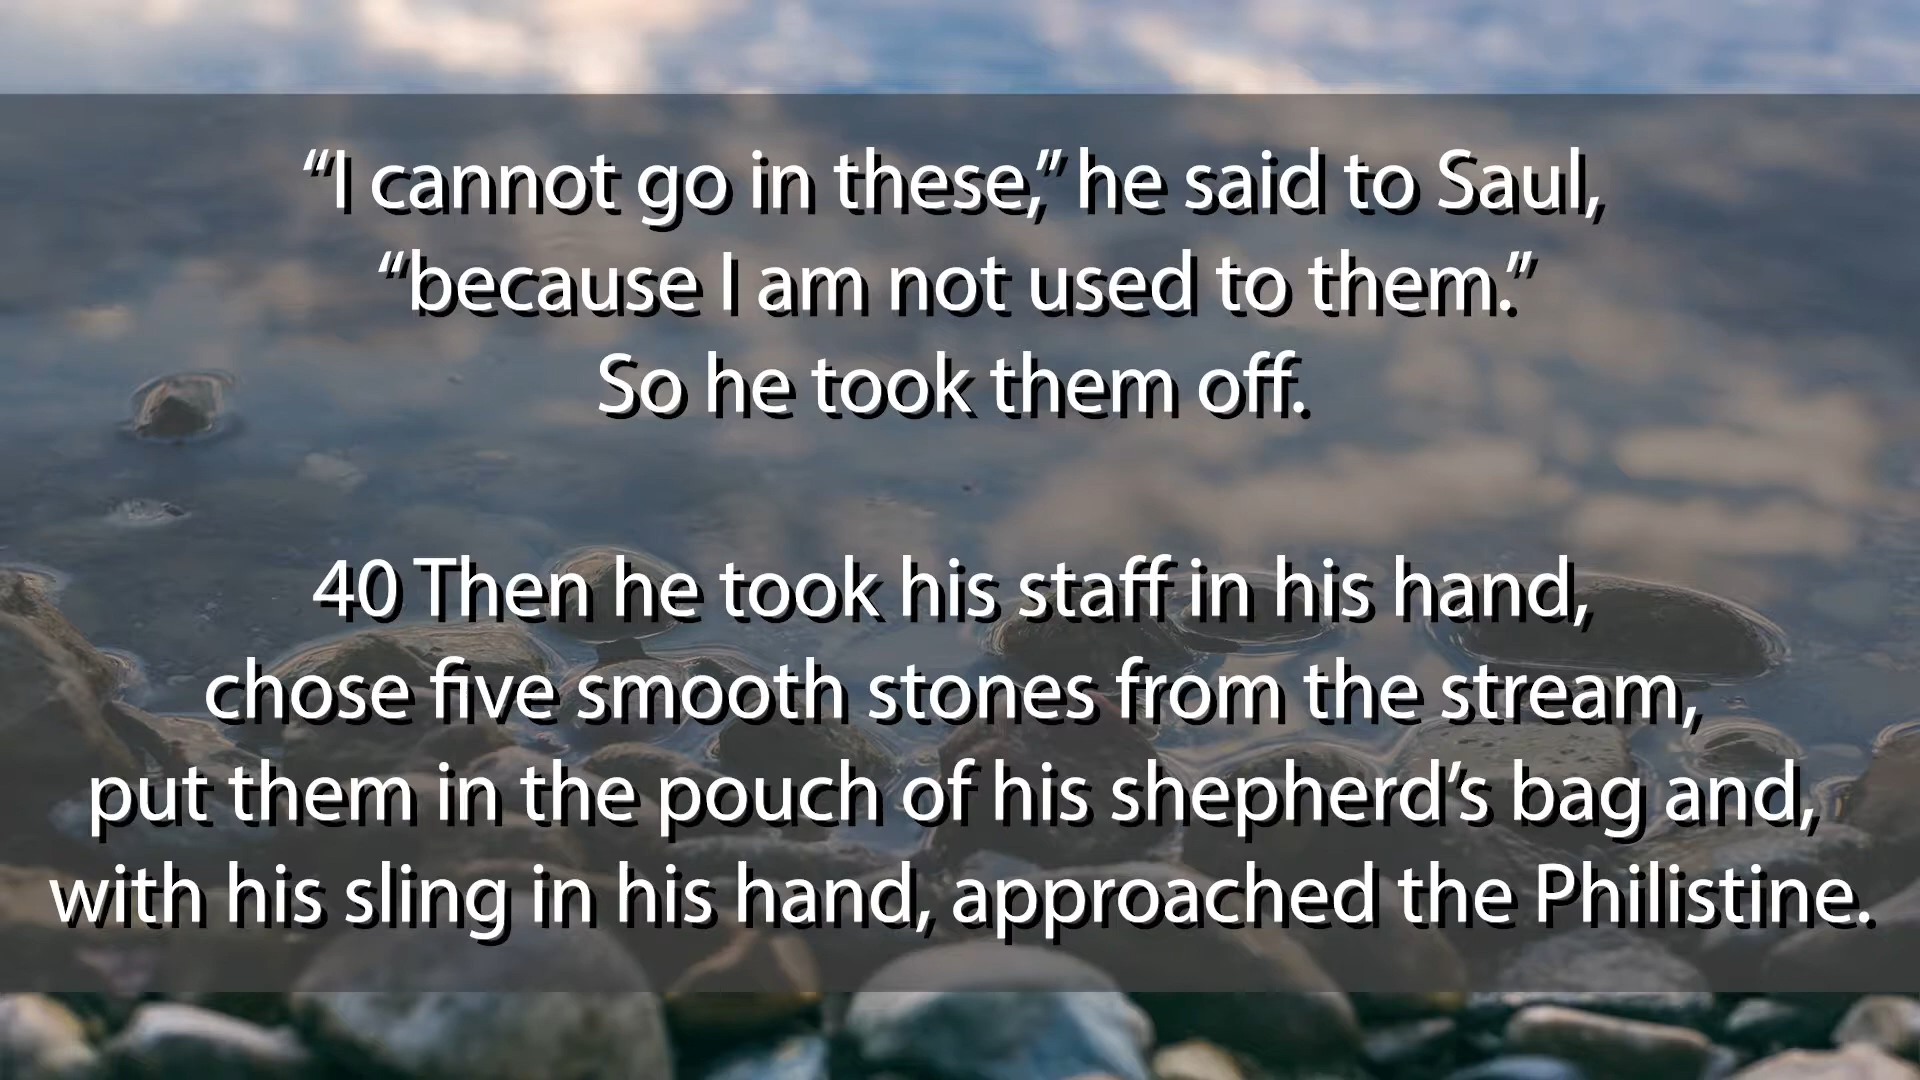 “I cannot go in these,” he said to Saul,
“because I am not used to them.”
So he took them off.
40 Then he took his staff in his hand,
chose five smooth stones from the stream,
put them in the pouch of his shepherd’s bag and,
with his sling in his hand, approached the Philistine.